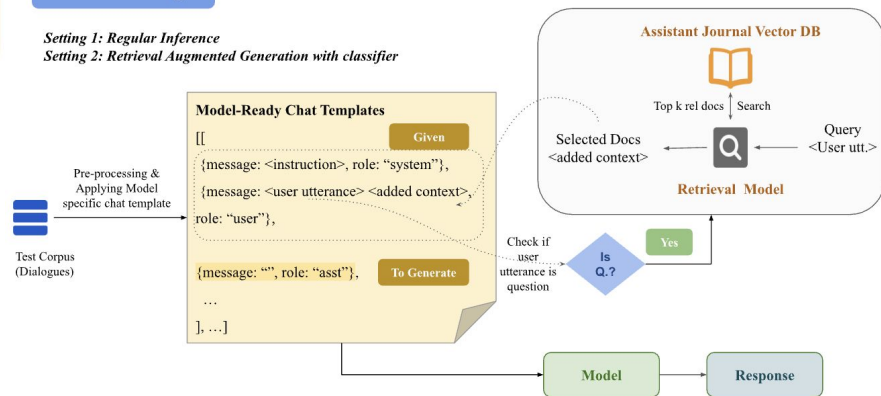 Setting 1: Regular Inference
Setting 2: Retrieval Augmented Generation with classifier
Assistant Journal Vector DB
Top k rel docs
Search
Selected Docs
<added context>
Query
<User utt.>
Retrieval Model
Model-Ready Chat Templates
[[
Given
{message: <instruction>, role: “system”},
{message: <user utterance> <added context>,
role: “user”},
{message: “”, role: “asst”},
To Generate
...
], ...]
Pre-processing &
Applying Model
specific chat template
Test Corpus
(Dialogues)
Check if
user
utterance is
question
Is
Q.?
Yes
Model
Response